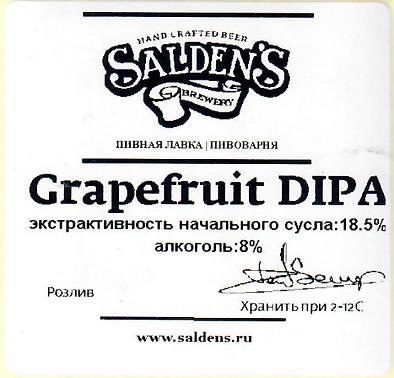 HAND CRAFTED BEER
SALDEN'S
BREWERY
ПИВНАЯ ЛАВКА | ПИВОВАРНЯ
Grapefruit DIPA
экстрактивность начального сусла:18.5%
алкоголь:8%
Розлив
Хранить при 2-12C
www.saldens.ru